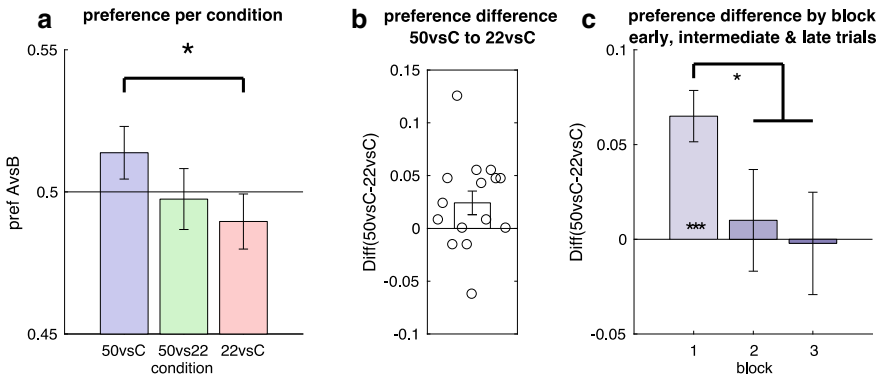 a
preference per condition
0.55
0.5
0.45
pref AvsB
*
50vsC
50vs22
22vsC
condition
b
preference difference
50vsC to 22vsC
0.15
0.1
0.05
0
-0.05
-0.1
Diff(50vsC-22vsC)
c
preference difference by block
early, intermediate & late trials
0.1
0.05
0
-0.05
Diff(50vsC-22vsC)
*
***
1
2
3
block